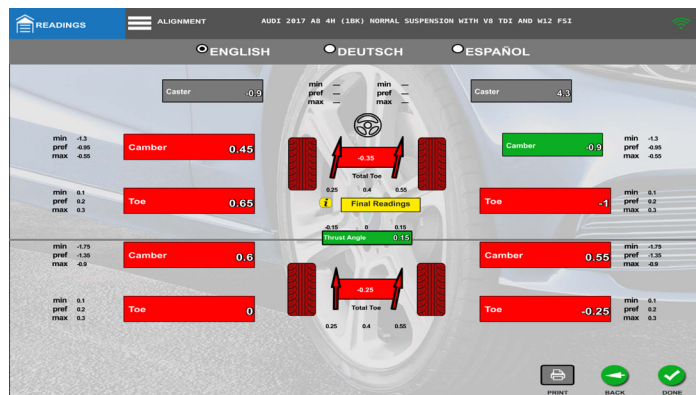 READINGS
ALIGNMENT
AUDI 2017 A8 4H (1BK) NORMAL SUSPENSION WITH V8 TDI AND W12 FSI
ENGLISH
DEUTSCH
ESPAÑOL
Caster -0.9
min — min —
pref — pref —
max — max —
Caster 4.3
min -1.3
pref -0.95
max -0.55
Camber 0.45
-0.35
Total Toe
0.25 0.4 0.55
Camber -0.9
min -1.3
pref -0.95
max -0.55
min 0.1
pref 0.2
max 0.3
Toe 0.65
i Final Readings
Toe -1
min 0.1
pref 0.2
max 0.3
-0.15 0 0.15
Thrust Angle 0.15
min -1.75
pref -1.35
max -0.9
Camber 0.6
-0.25
Total Toe
0.25 0.4 0.55
Camber 0.55
min -1.75
pref -1.35
max -0.9
min 0.1
pref 0.2
max 0.3
Toe 0
Toe -0.25
min 0.1
pref 0.2
max 0.3
PRINT
BACK
DONE